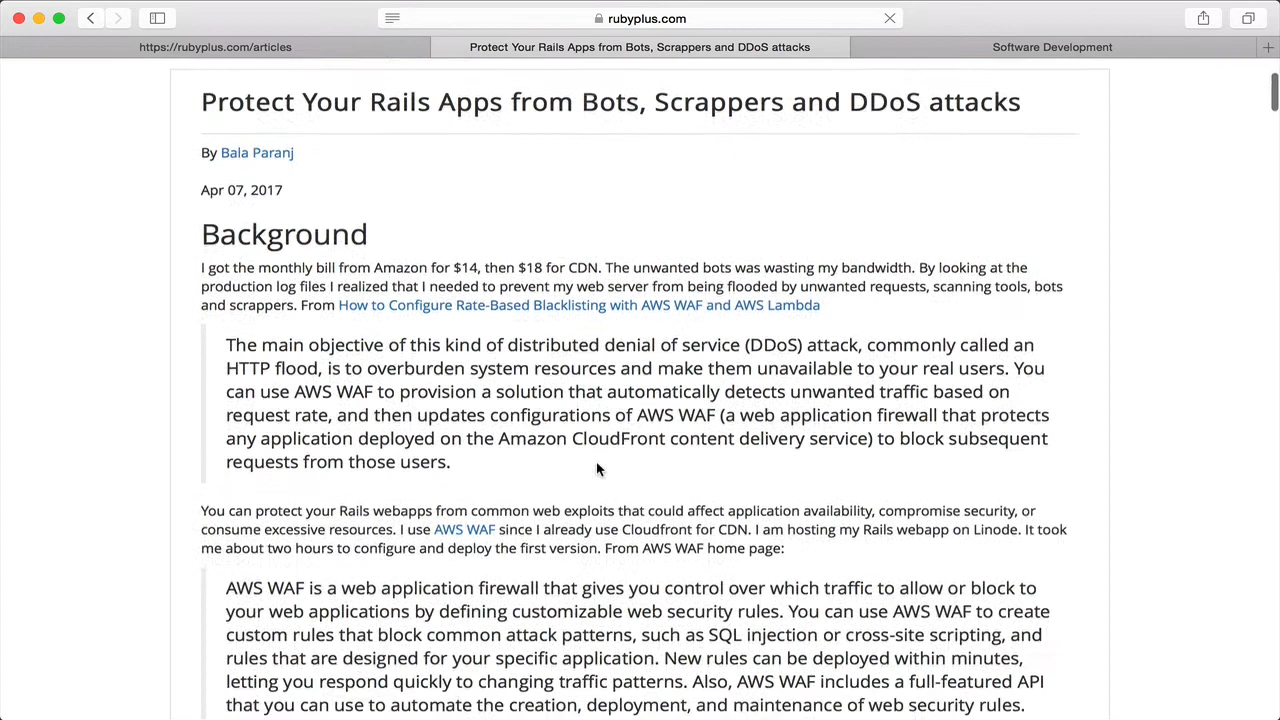 rubyplus.com
https://rubyplus.com/articles
Protect Your Rails Apps from Bots, Scrappers and DDoS attacks
Software Development
Protect Your Rails Apps from Bots, Scrappers and DDoS attacks
By Bala Paranj
Apr 07, 2017
Background
I got the monthly bill from Amazon for $14, then $18 for CDN. The unwanted bots was wasting my bandwidth. By looking at the
production log files I realized that I needed to prevent my web server from being flooded by unwanted requests, scanning tools, bots
and scrappers. From How to Configure Rate-Based Blacklisting with AWS WAF and AWS Lambda
The main objective of this kind of distributed denial of service (DDoS) attack, commonly called an
HTTP flood, is to overburden system resources and make them unavailable to your real users. You
can use AWS WAF to provision a solution that automatically detects unwanted traffic based on
request rate, and then updates configurations of AWS WAF (a web application firewall that protects
any application deployed on the Amazon CloudFront content delivery service) to block subsequent
requests from those users.
You can protect your Rails webapps from common web exploits that could affect application availability, compromise security, or
consume excessive resources. I use AWS WAF since I already use Cloudfront for CDN. I am hosting my Rails webapp on Linode. It took
me about two hours to configure and deploy the first version. From AWS WAF home page:
AWS WAF is a web application firewall that gives you control over which traffic to allow or block to
your web applications by defining customizable web security rules. You can use AWS WAF to create
custom rules that block common attack patterns, such as SQL injection or cross-site scripting, and
rules that are designed for your specific application. New rules can be deployed within minutes,
letting you respond quickly to changing traffic patterns. Also, AWS WAF includes a full-featured API
that you can use to automate the creation, deployment, and maintenance of web security rules.